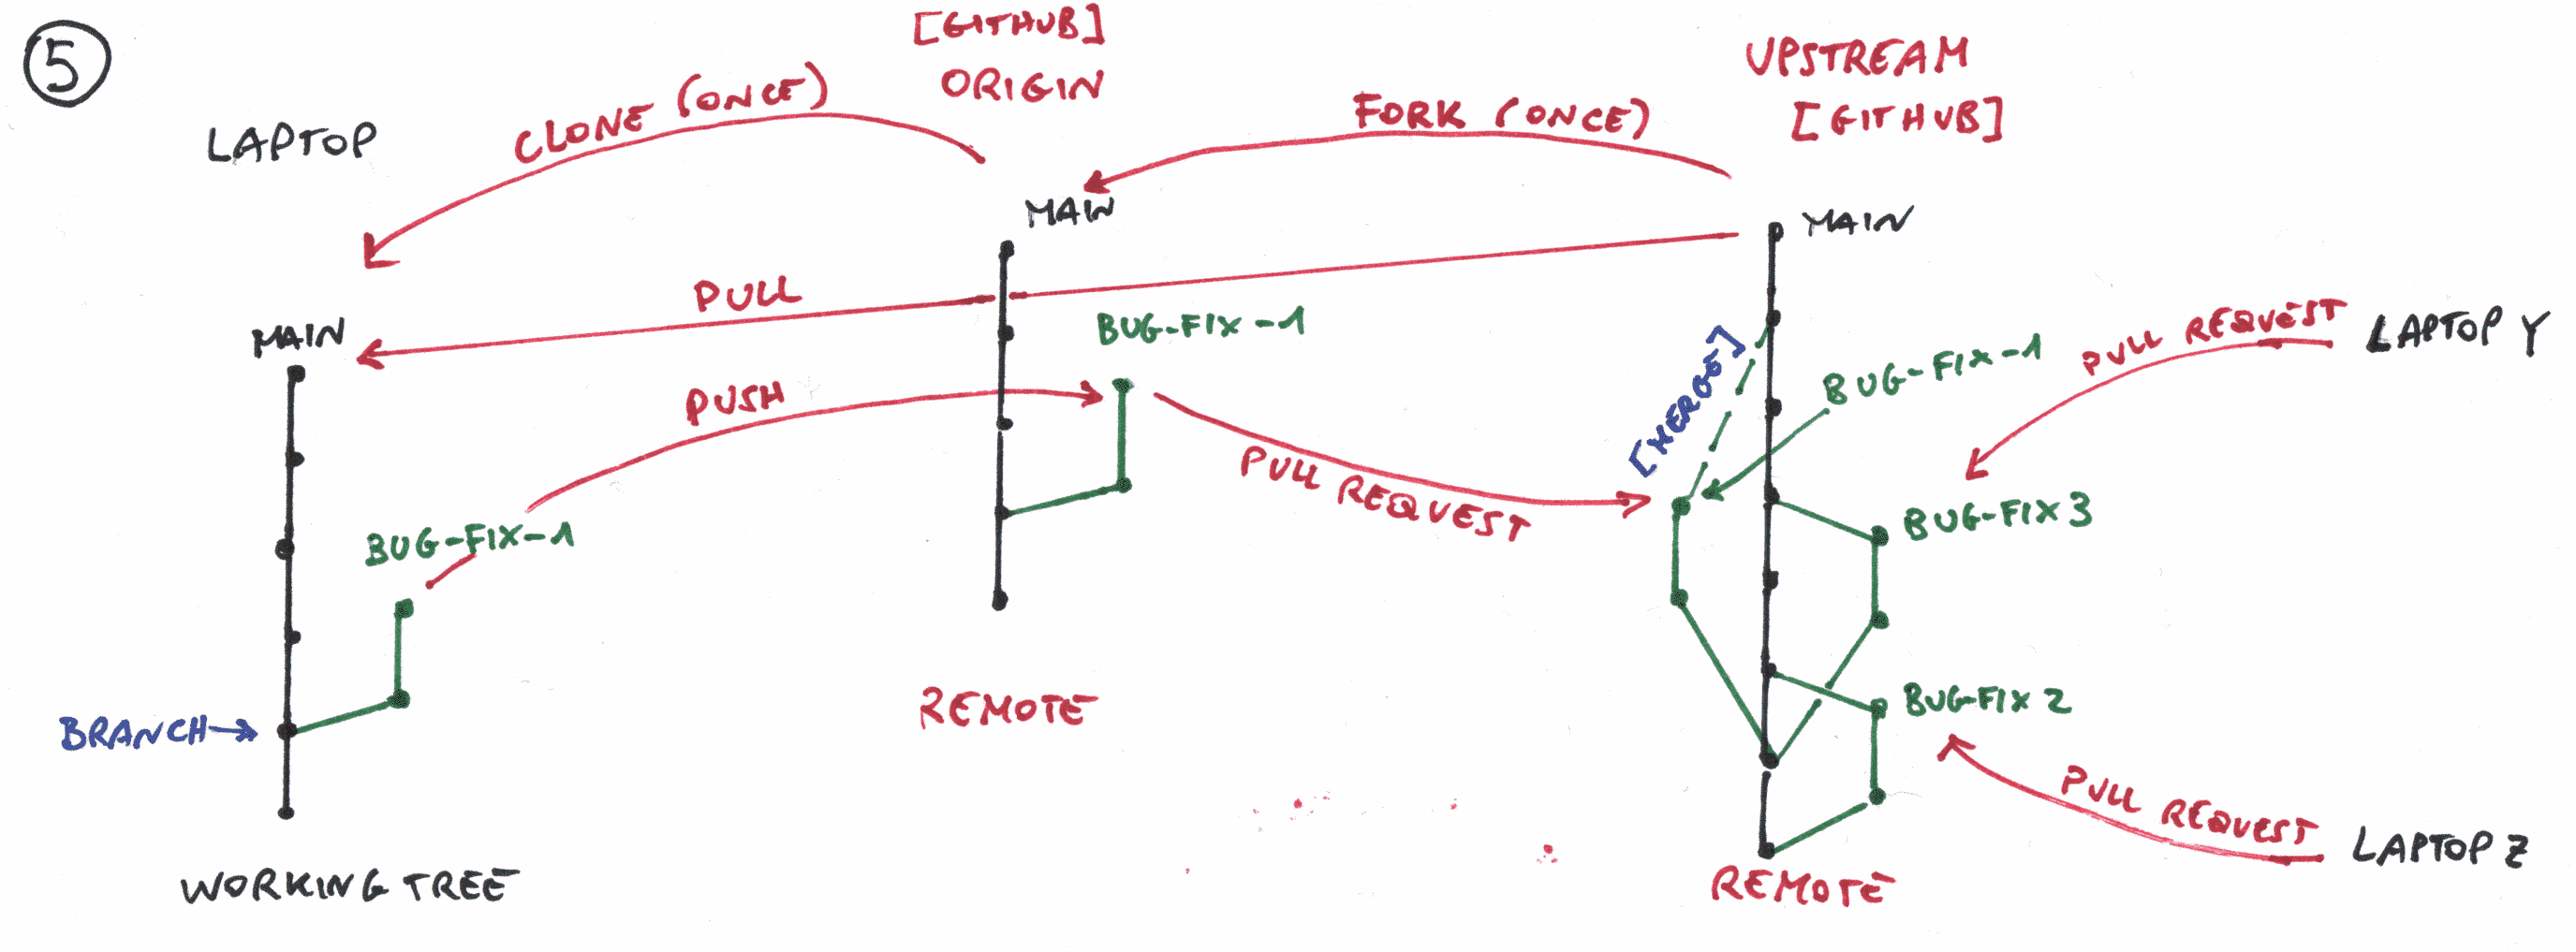 5
[GITHUB]
ORIGIN
UPSTREAM
[GITHUB]
LAPTOP
CLONE (ONCE)
FORK (ONCE)
MAIN
MAIN
PULL
MAIN
BUG-FIX-1
PUSH
[MERGE]
BUG-FIX-1
PULL REQUEST
LAPTOP Y
PULL REQUEST
BUG-FIX-1
BUG-FIX 3
BRANCH
REMOTE
BUG-FIX 2
PULL REQUEST
LAPTOP Z
WORKING TREE
REMOTE